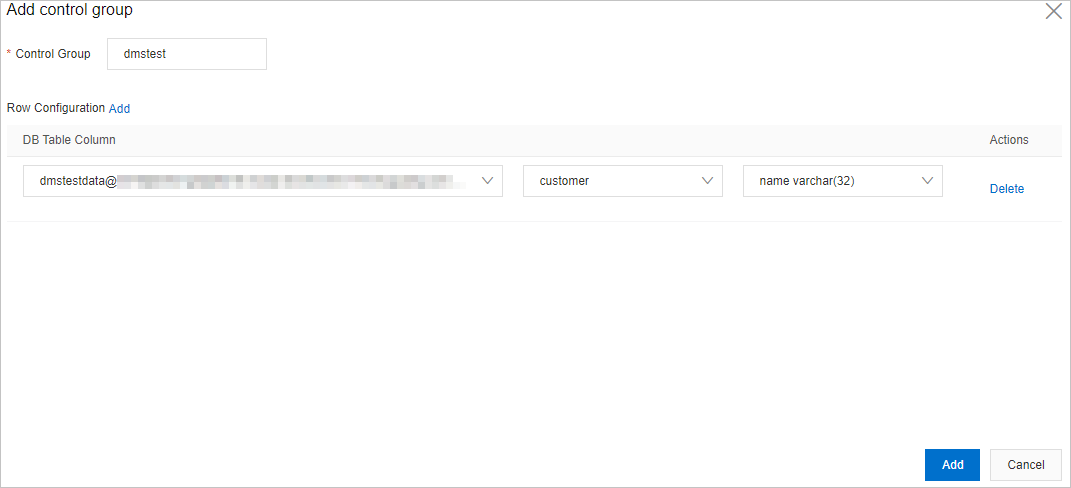 Add control group
* Control Group dmstest
Row Configuration Add
DB Table Column Actions
dmstestdata@ customer name varchar(32) Delete
Add Cancel